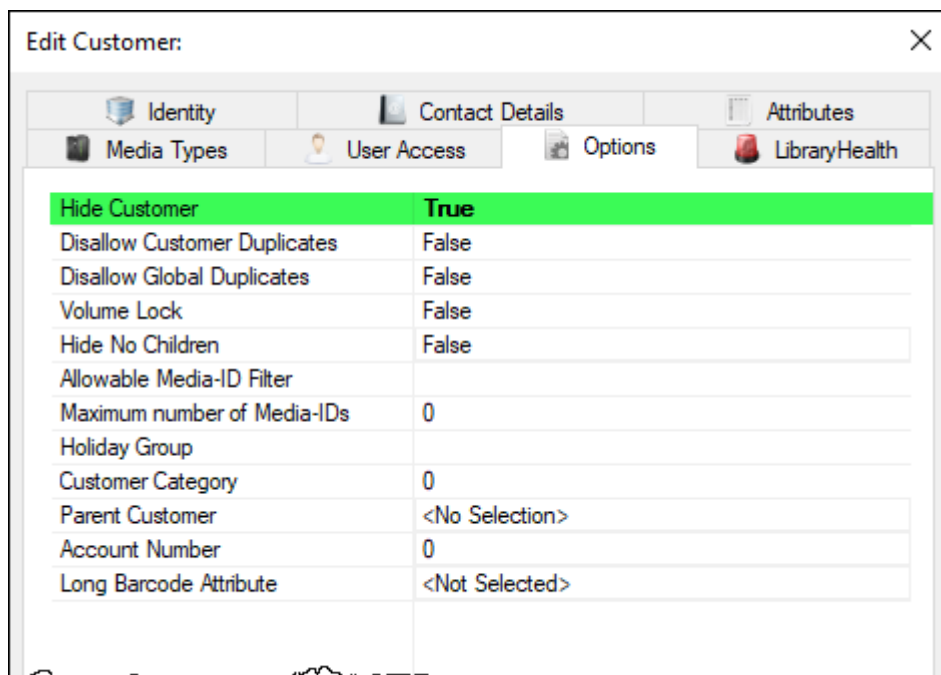 Edit Customer:
Identity Contact Details Attributes
Media Types User Access Options LibraryHealth
Hide Customer True
Disallow Customer Duplicates False
Disallow Global Duplicates False
Volume Lock False
Hide No Children False
Allowable Media-ID Filter
Maximum number of Media-IDs 0
Holiday Group
Customer Category 0
Parent Customer <No Selection>
Account Number 0
Long Barcode Attribute <Not Selected>